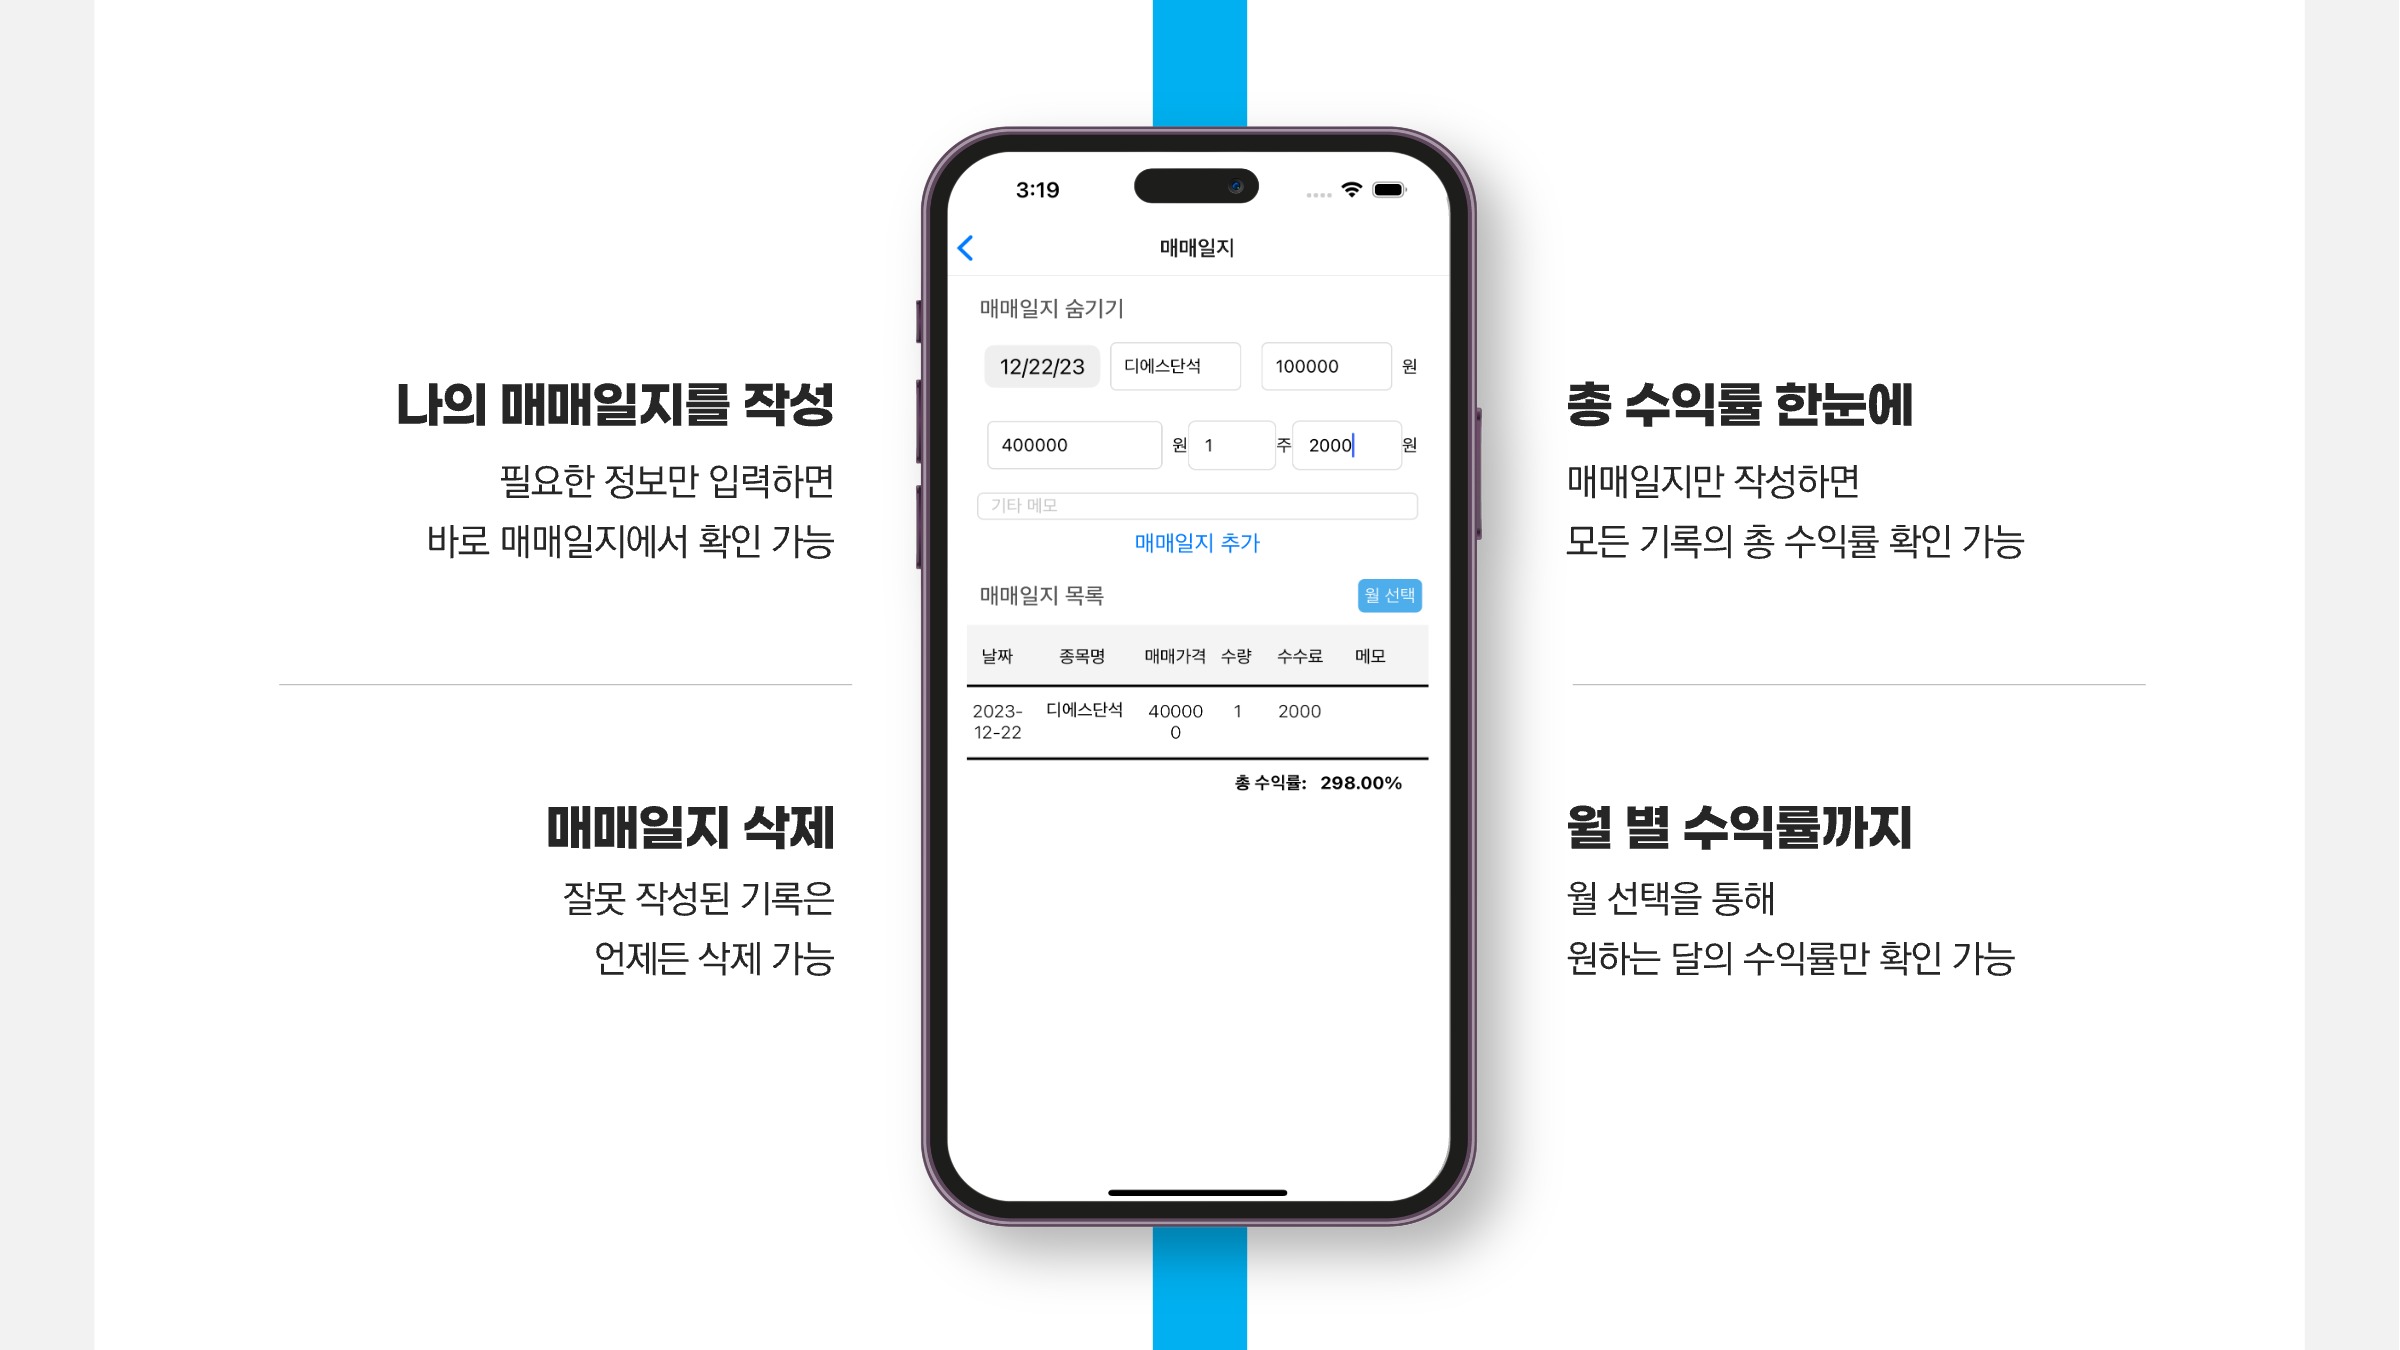 나의 매매일지를 작성
필요한 정보만 입력하면
바로 매매일지에서 확인 가능
매매일지 삭제
잘못 작성된 기록은
언제든 삭제 가능
3:19
매매일지
매매일지 숨기기
12/22/23 디에스단석 100000 원
400000 원 1 주 2000 원
기타 메모
매매일지 추가
매매일지 목록 월 선택
날짜 종목명 매매가격 수량 수수료 메모
2023- 디에스단석 40000 1 2000
12-22 0
총 수익률: 298.00%
총 수익률 한눈에
매매일지만 작성하면
모든 기록의 총 수익률 확인 가능
월 별 수익률까지
월 선택을 통해
원하는 달의 수익률만 확인 가능